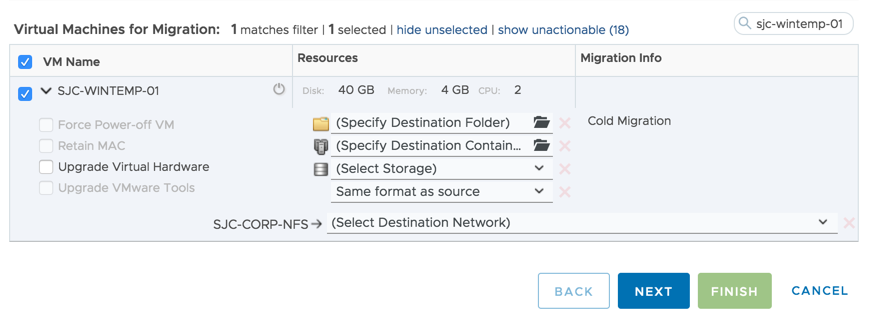 Virtual Machines for Migration: 1 matches filter | 1 selected | hide unselected | show unactionable (18) sjc-wintemp-01
VM Name Resources Migration Info
SJC-WINTEMP-01 Disk: 40 GB Memory: 4 GB CPU: 2
Force Power-off VM (Specify Destination Folder) Cold Migration
Retain MAC (Specify Destination Contain...
Upgrade Virtual Hardware (Select Storage)
Upgrade VMware Tools Same format as source
SJC-CORP-NFS→ (Select Destination Network)
BACK NEXT FINISH CANCEL